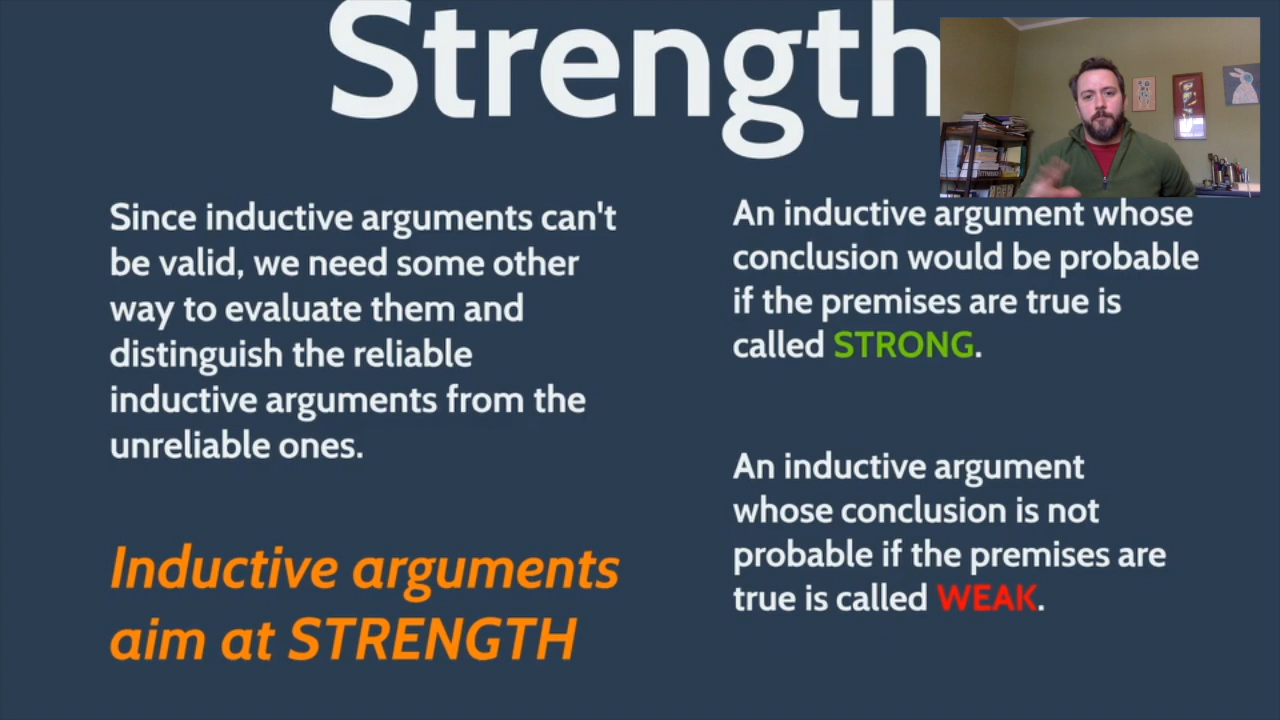 Strength
Since inductive arguments can't
be valid, we need some other
way to evaluate them and
distinguish the reliable
inductive arguments from the
unreliable ones.
Inductive arguments
aim at STRENGTH
An inductive argument whose
conclusion would be probable
if the premises are true is
called STRONG.
An inductive argument
whose conclusion is not
probable if the premises are
true is called WEAK.